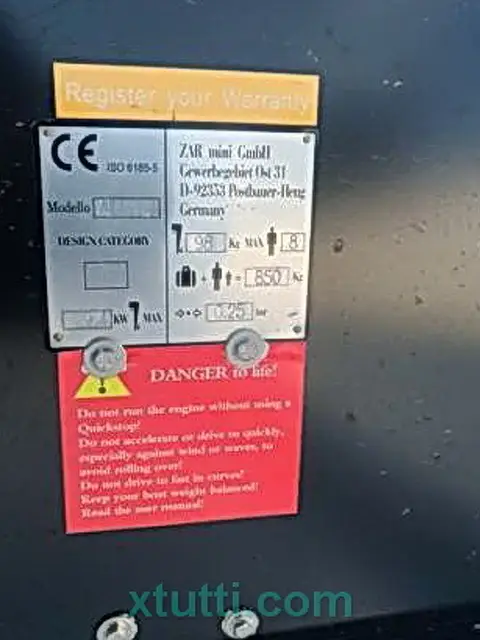 Register your Warranty
CE ISO 6185-5
Modello
DESIGN CATEGORY
KW MAX
ZAR mini GmbH
Gewerbegebiet Ost 31
D-92353 Postbauer-Heng
Germany
98 Kg MAX 8
+ = 850 Kg
0.25 bar
DANGER to life!
Do not run the engine without using a
Quickstop!
Do not accelerate or drive to quickly,
especially against wind or waves, to
avoid rolling over!
Do not drive to fast in curves!
Keep your boat weight balanced!
Read the user manual!
xtutti.com